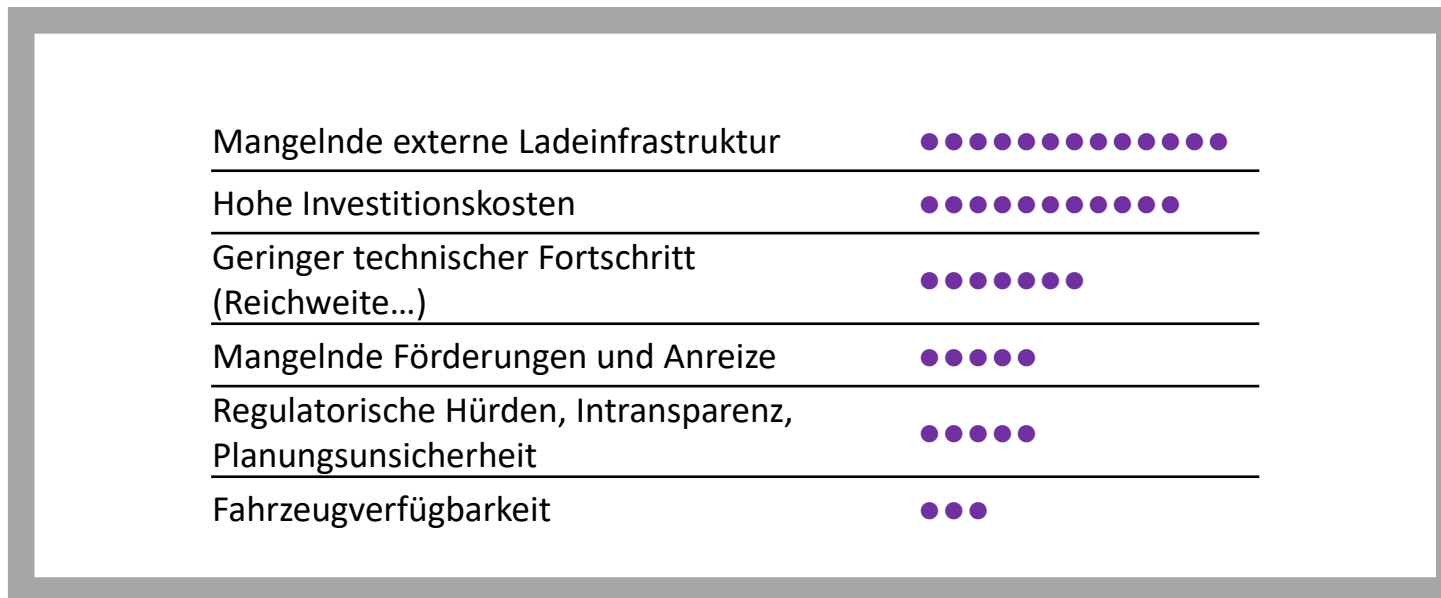 Mangelnde externe Ladeinfrastruktur
Hohe Investitionskosten
Geringer technischer Fortschritt
(Reichweite…)
Mangelnde Förderungen und Anreize
Regulatorische Hürden, Intransparenz,
Planungsunsicherheit
Fahrzeugverfügbarkeit